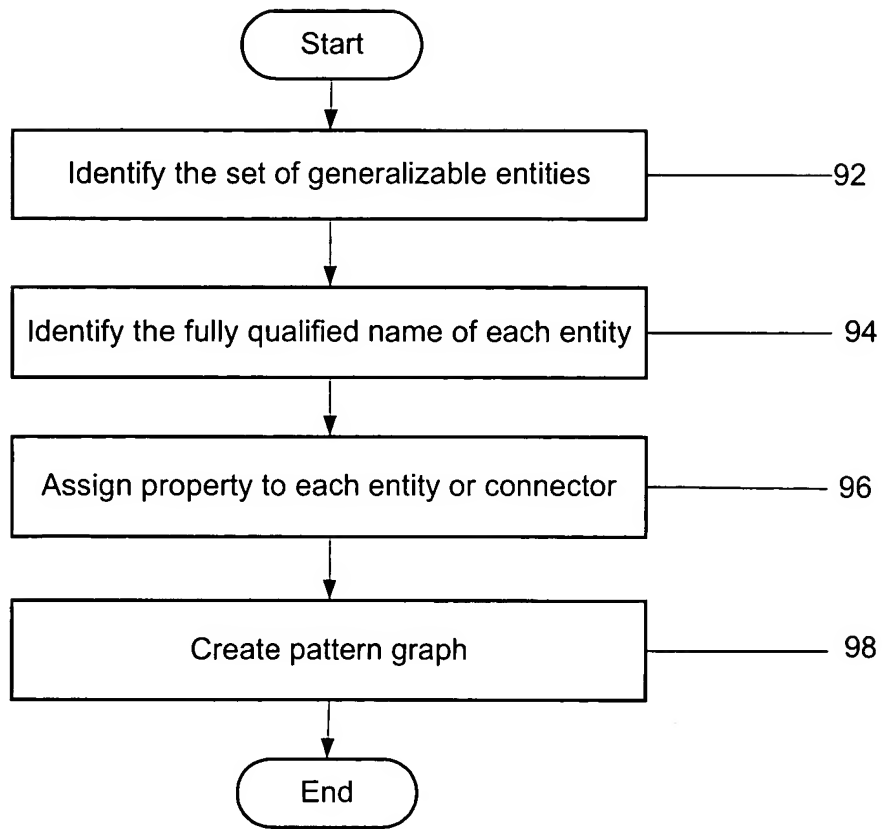 Start
Identify the set of generalizable entities
92
Identify the fully qualified name of each entity
94
Assign property to each entity or connector
96
Create pattern graph
98
End